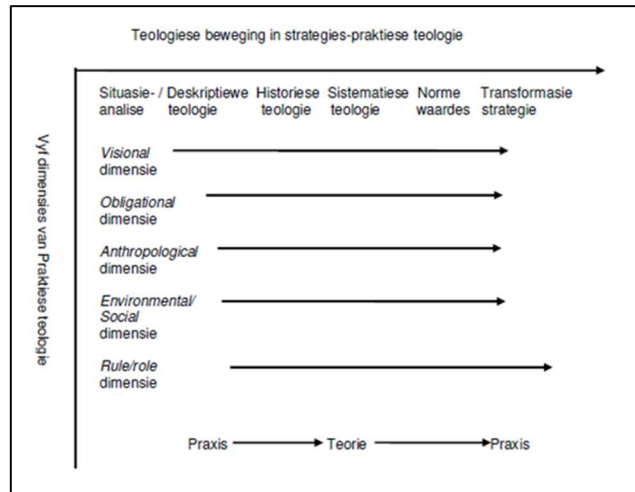 Teologiese beweging in strategies-praktiese teologie
Situasie- / Deskriptiewe Historiese Sistematiese Norme Transformasie
analise teologie teologie teologie waardes strategie
Vyf dimensies van Praktiese teologie
Visional
dimensie
Obligational
dimensie
Anthropological
dimensie
Environmental/
Social
dimensie
Rule/role
dimensie
Praxis Teorie Praxis